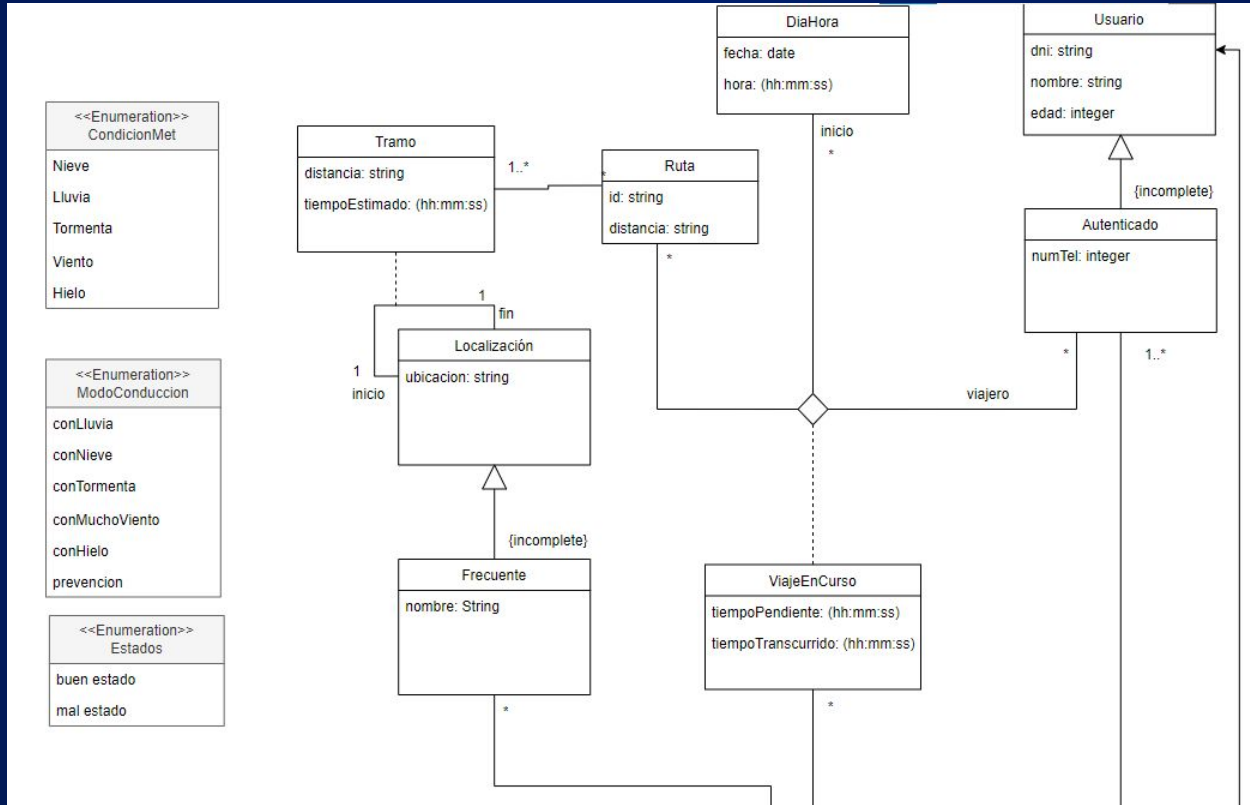 DiaHora
fecha: date
hora: (hh:mm:ss)
inicio
*
Usuario
dni: string
nombre: string
edad: integer
{incomplete}
<<Enumeration>>
CondicionMet
Nieve
Lluvia
Tormenta
Viento
Hielo
Tramo
distancia: string
tiempoEstimado: (hh:mm:ss)
1..*
*
Ruta
id: string
distancia: string
*
Autenticado
numTel: integer
*
1..*
viajero
1
fin
Localización
ubicacion: string
1
inicio
<<Enumeration>>
ModoConduccion
conLluvia
conNieve
conTormenta
conMuchoViento
conHielo
prevencion
{incomplete}
Frecuente
nombre: String
*
ViajeEnCurso
tiempoPendiente: (hh:mm:ss)
tiempoTranscurrido: (hh:mm:ss)
*
<<Enumeration>>
Estados
buen estado
mal estado